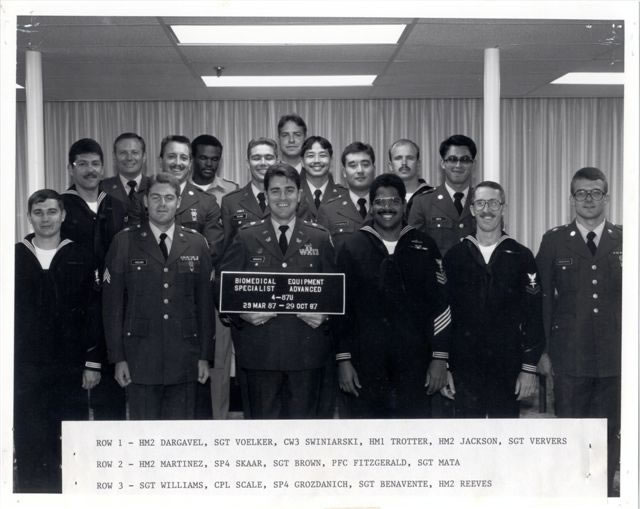 BIOMEDICAL EQUIPMENT
SPECIALIST ADVANCED
4-87U
29 MAR 87 - 29 OCT 87
ROW 1 - HM2 DARGAVEL, SGT VOELKER, CW3 SWINIARSKI, HM1 TROTTER, HM2 JACKSON, SGT VERVERS
ROW 2 - HM2 MARTINEZ, SP4 SKAAR, SGT BROWN, PFC FITZGERALD, SGT MATA
ROW 3 - SGT WILLIAMS, CPL SCALE, SP4 GROZDANICH, SGT BENAVENTE, HM2 REEVES